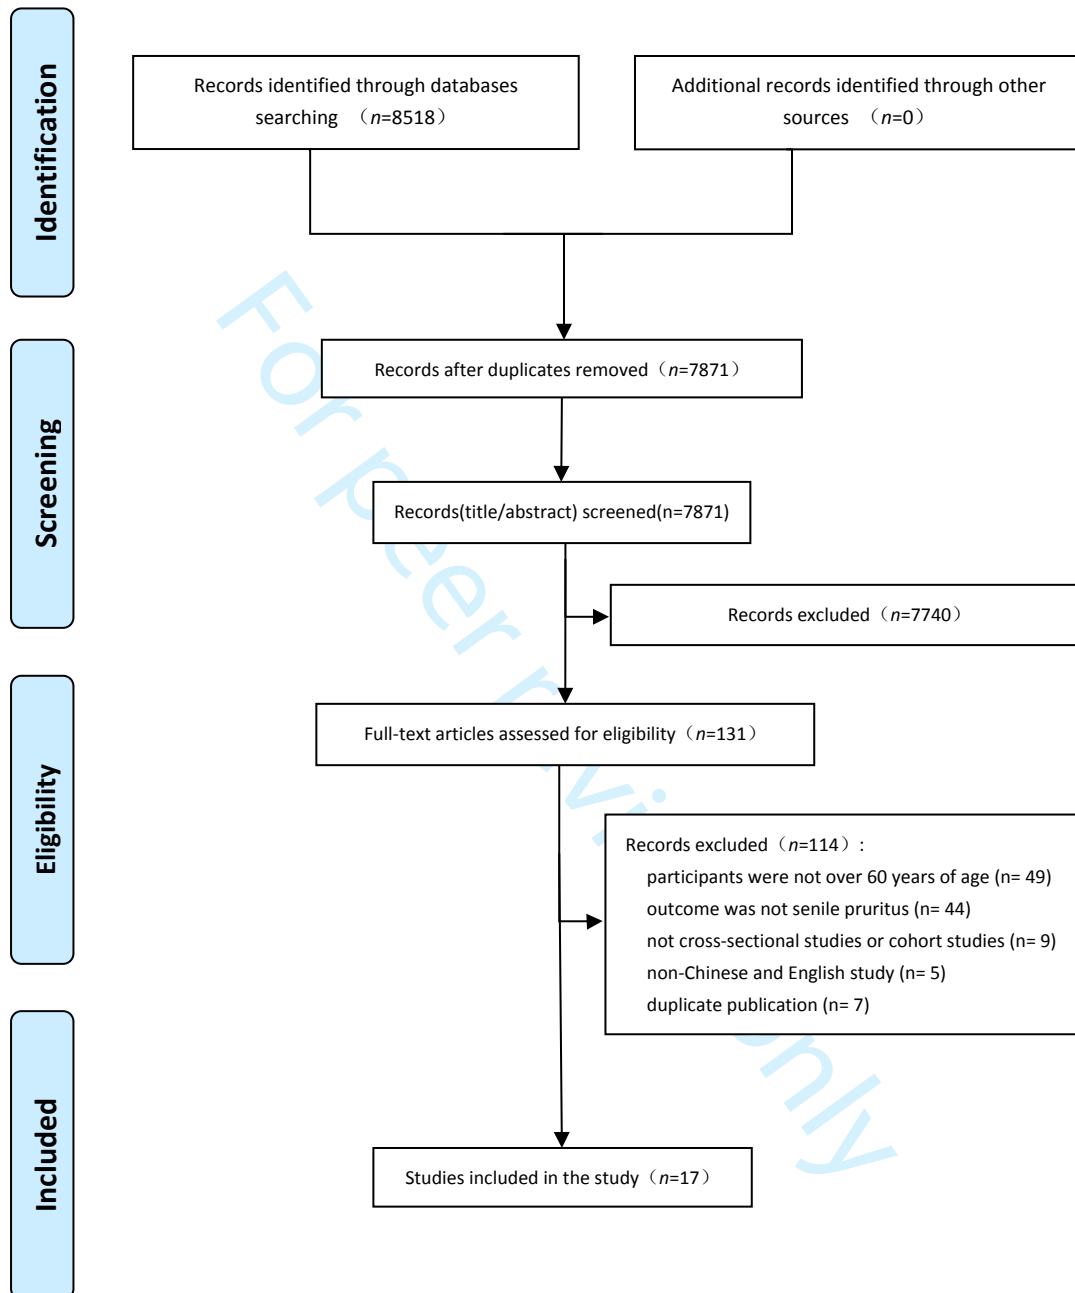 Identification
Records identified through databases
searching （n=8518）
Additional records identified through other
sources （n=0）
Screening
Records after duplicates removed（n=7871）
Records(title/abstract) screened(n=7871)
Records excluded（n=7740）
Eligibility
Full-text articles assessed for eligibility（n=131）
Records excluded（n=114）:
participants were not over 60 years of age (n= 49)
outcome was not senile pruritus (n= 44)
not cross-sectional studies or cohort studies (n= 9)
non-Chinese and English study (n= 5)
duplicate publication (n= 7)
Included
Studies included in the study（n=17）
For peer only